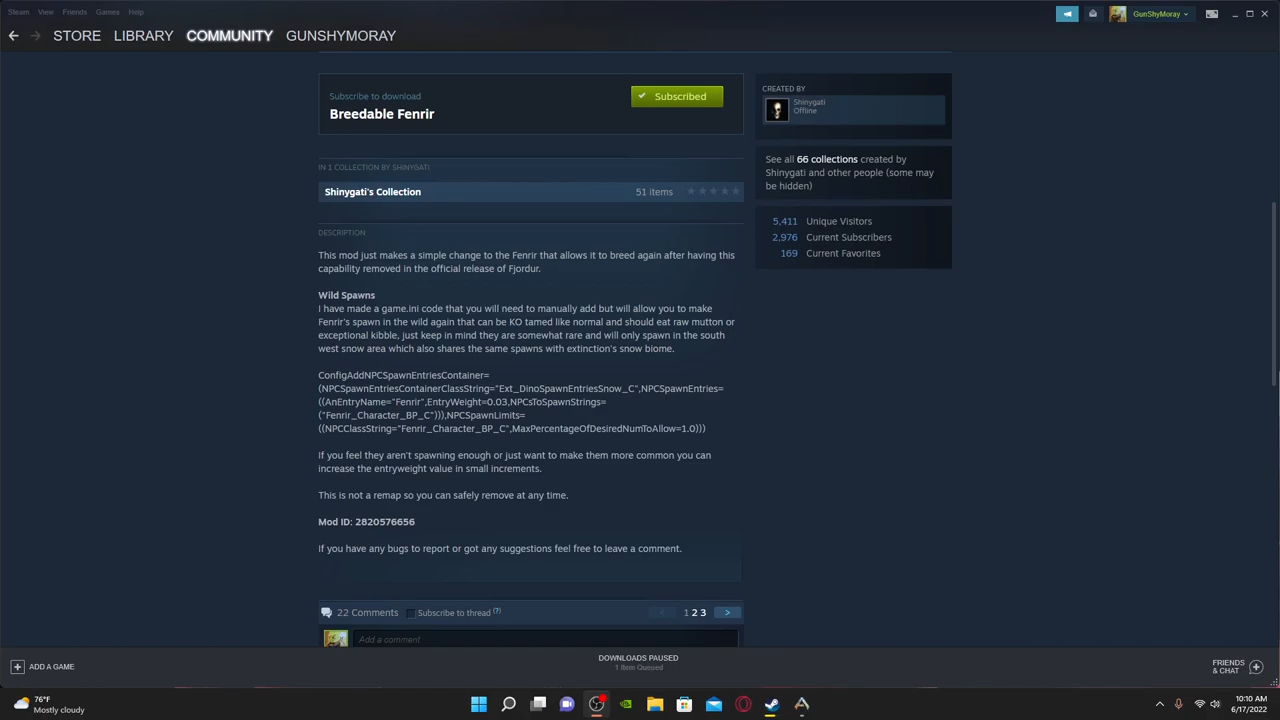 Steam View Friends Games Help
GunShyMoray
STORE LIBRARY COMMUNITY GUNSHYMORAY
Subscribe to download
Breedable Fenrir
Subscribed
IN 1 COLLECTION BY SHINYGATI
Shinygati's Collection 51 items
DESCRIPTION
This mod just makes a simple change to the Fenrir that allows it to breed again after having this
capability removed in the official release of Fjordur.
Wild Spawns
I have made a game.ini code that you will need to manually add but will allow you to make
Fenrir's spawn in the wild again that can be KO tamed like normal and should eat raw mutton or
exceptional kibble, just keep in mind they are somewhat rare and will only spawn in the south
west snow area which also shares the same spawns with extinction's snow biome.
ConfigAddNPCSpawnEntriesContainer=
(NPCSpawnEntriesContainerClassString="Ext_DinoSpawnEntriesSnow_C",NPCSpawnEntries=
((AnEntryName="Fenrir",EntryWeight=0.03,NPCsToSpawnStrings=
("Fenrir_Character_BP_C"))),NPCSpawnLimits=
((NPCClassString="Fenrir_Character_BP_C",MaxPercentageOfDesiredNumToAllow=1.0)))
If you feel they aren't spawning enough or just want to make them more common you can
increase the entryweight value in small increments.
This is not a remap so you can safely remove at any time.
Mod ID: 2820576656
If you have any bugs to report or got any suggestions feel free to leave a comment.
22 Comments Subscribe to thread (?) < 1 2 3 >
Add a comment
CREATED BY
Shinygati
Offline
See all 66 collections created by
Shinygati and other people (some may
be hidden)
5,411 Unique Visitors
2,976 Current Subscribers
169 Current Favorites
ADD A GAME
DOWNLOADS PAUSED
1 Item Queued
FRIENDS
& CHAT
76°F
Mostly cloudy
10:10 AM
6/17/2022